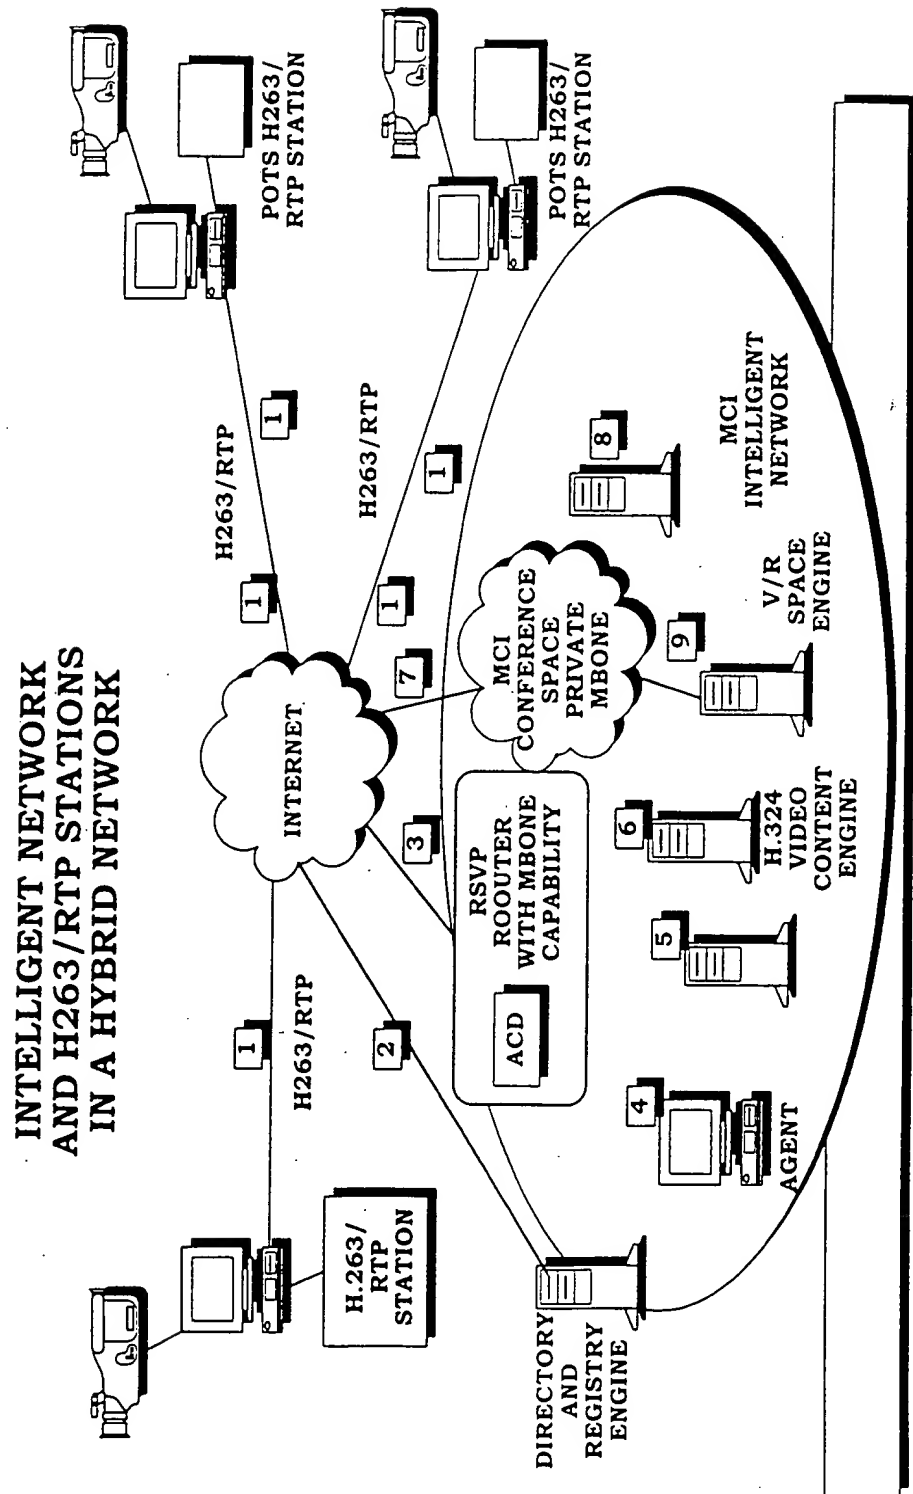 INTELLIGENT NETWORK
AND H263/RTP STATIONS
IN A HYBRID NETWORK
H.263/
RTP
STATION
1
H263/RTP
2
INTERNET
1
H263/RTP
1
POTS H263/
RTP STATION
1
H263/RTP
1
POTS H263/
RTP STATION
3
7
DIRECTORY
AND
REGISTRY
ENGINE
RSVP
ROOUTER
WITH MBONE
CAPABILITY
ACD
MCI
CONFERENCE
SPACE
PRIVATE
MBONE
4
AGENT
5
6
H.324
VIDEO
CONTENT
ENGINE
9
V/R
SPACE
ENGINE
8
MCI
INTELLIGENT
NETWORK